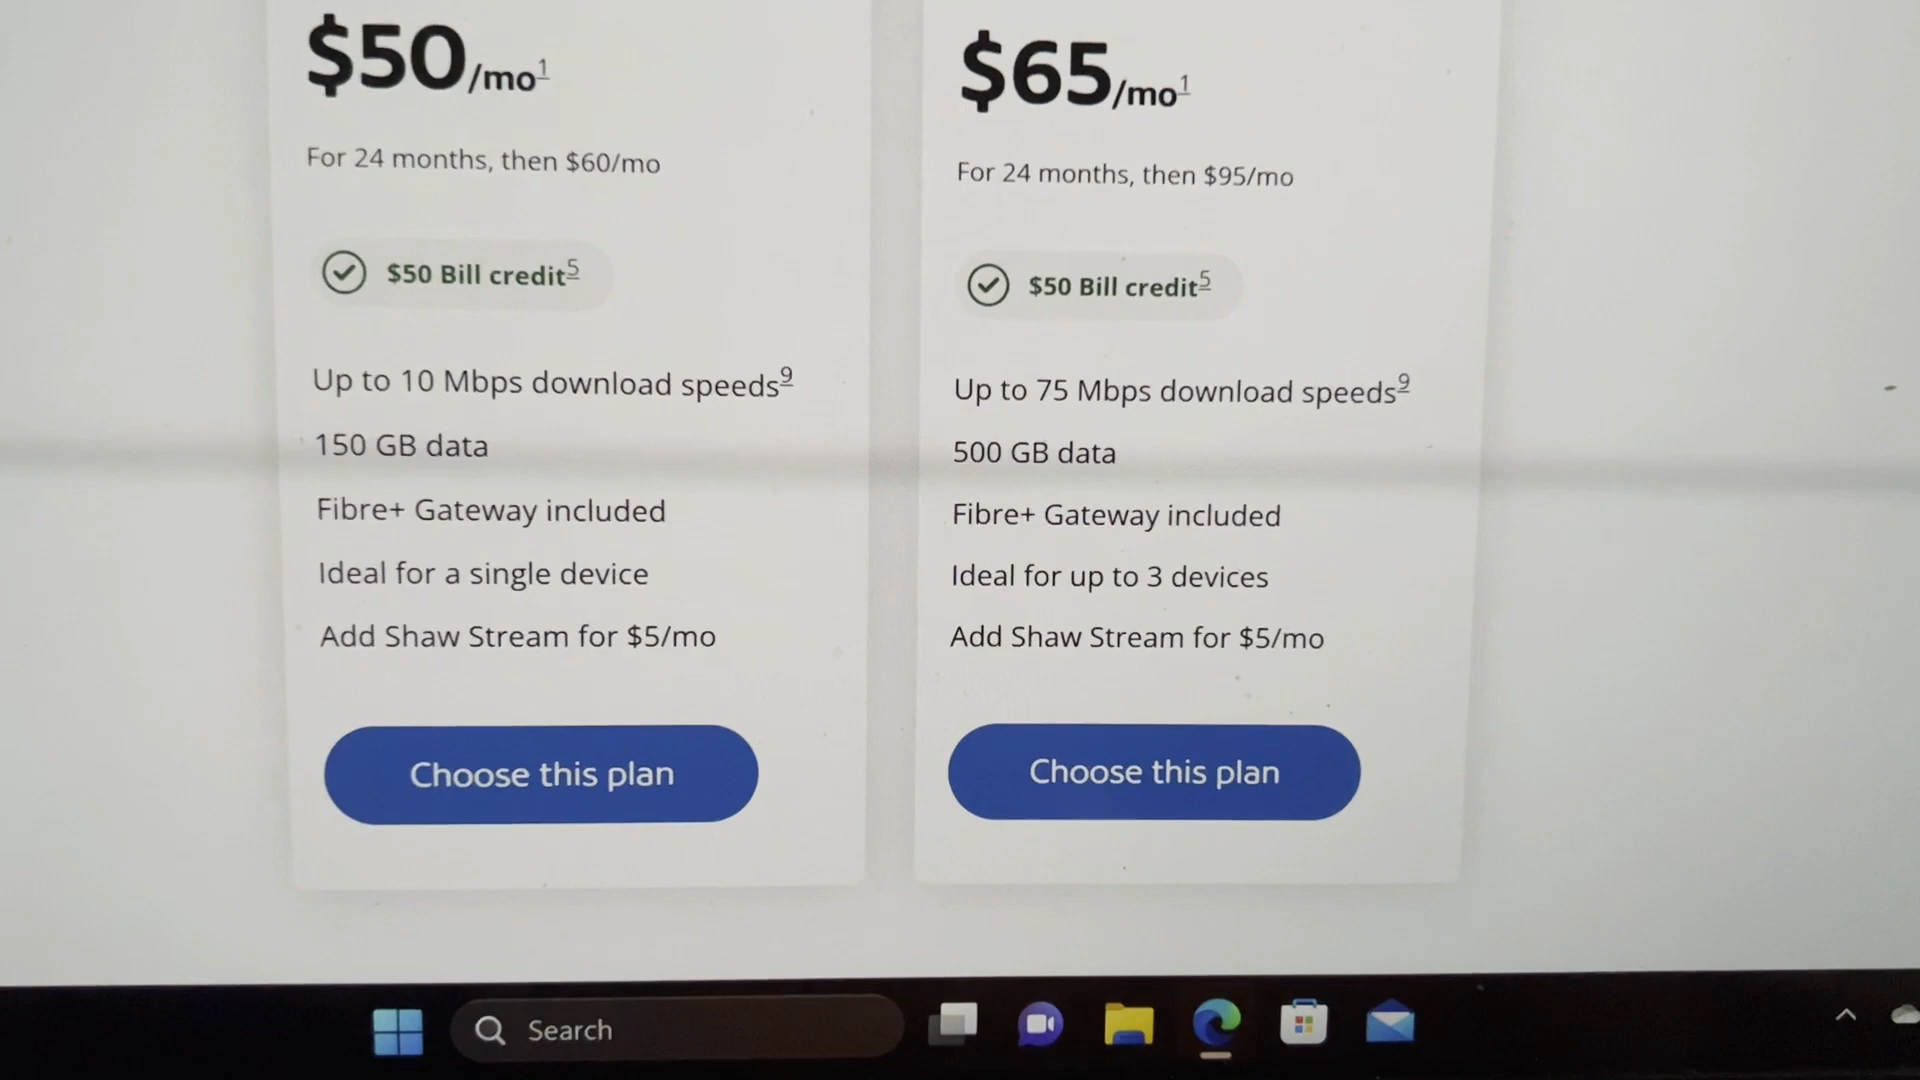 $50/mo1
For 24 months, then $60/mo
$50 Bill credit5
Up to 10 Mbps download speeds9
150 GB data
Fibre+ Gateway included
Ideal for a single device
Add Shaw Stream for $5/mo
Choose this plan
$65/mo1
For 24 months, then $95/mo
$50 Bill credit5
Up to 75 Mbps download speeds9
500 GB data
Fibre+ Gateway included
Ideal for up to 3 devices
Add Shaw Stream for $5/mo
Choose this plan
Search